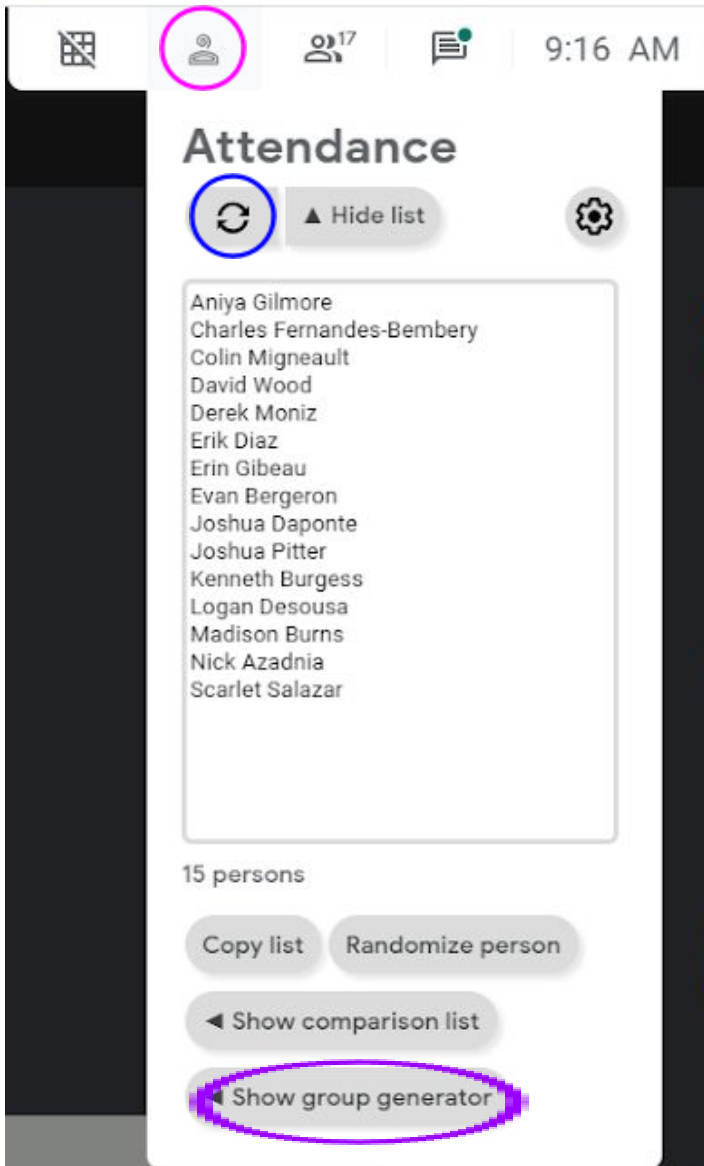 17
9:16 AM
Attendance
▲ Hide list
Aniya Gilmore
Charles Fernandes-Bembery
Colin Migneault
David Wood
Derek Moniz
Erik Diaz
Erin Gibeau
Evan Bergeron
Joshua Daponte
Joshua Pitter
Kenneth Burgess
Logan Desousa
Madison Burns
Nick Azadnia
Scarlet Salazar
15 persons
Copy list Randomize person
◄ Show comparison list
◄ Show group generator